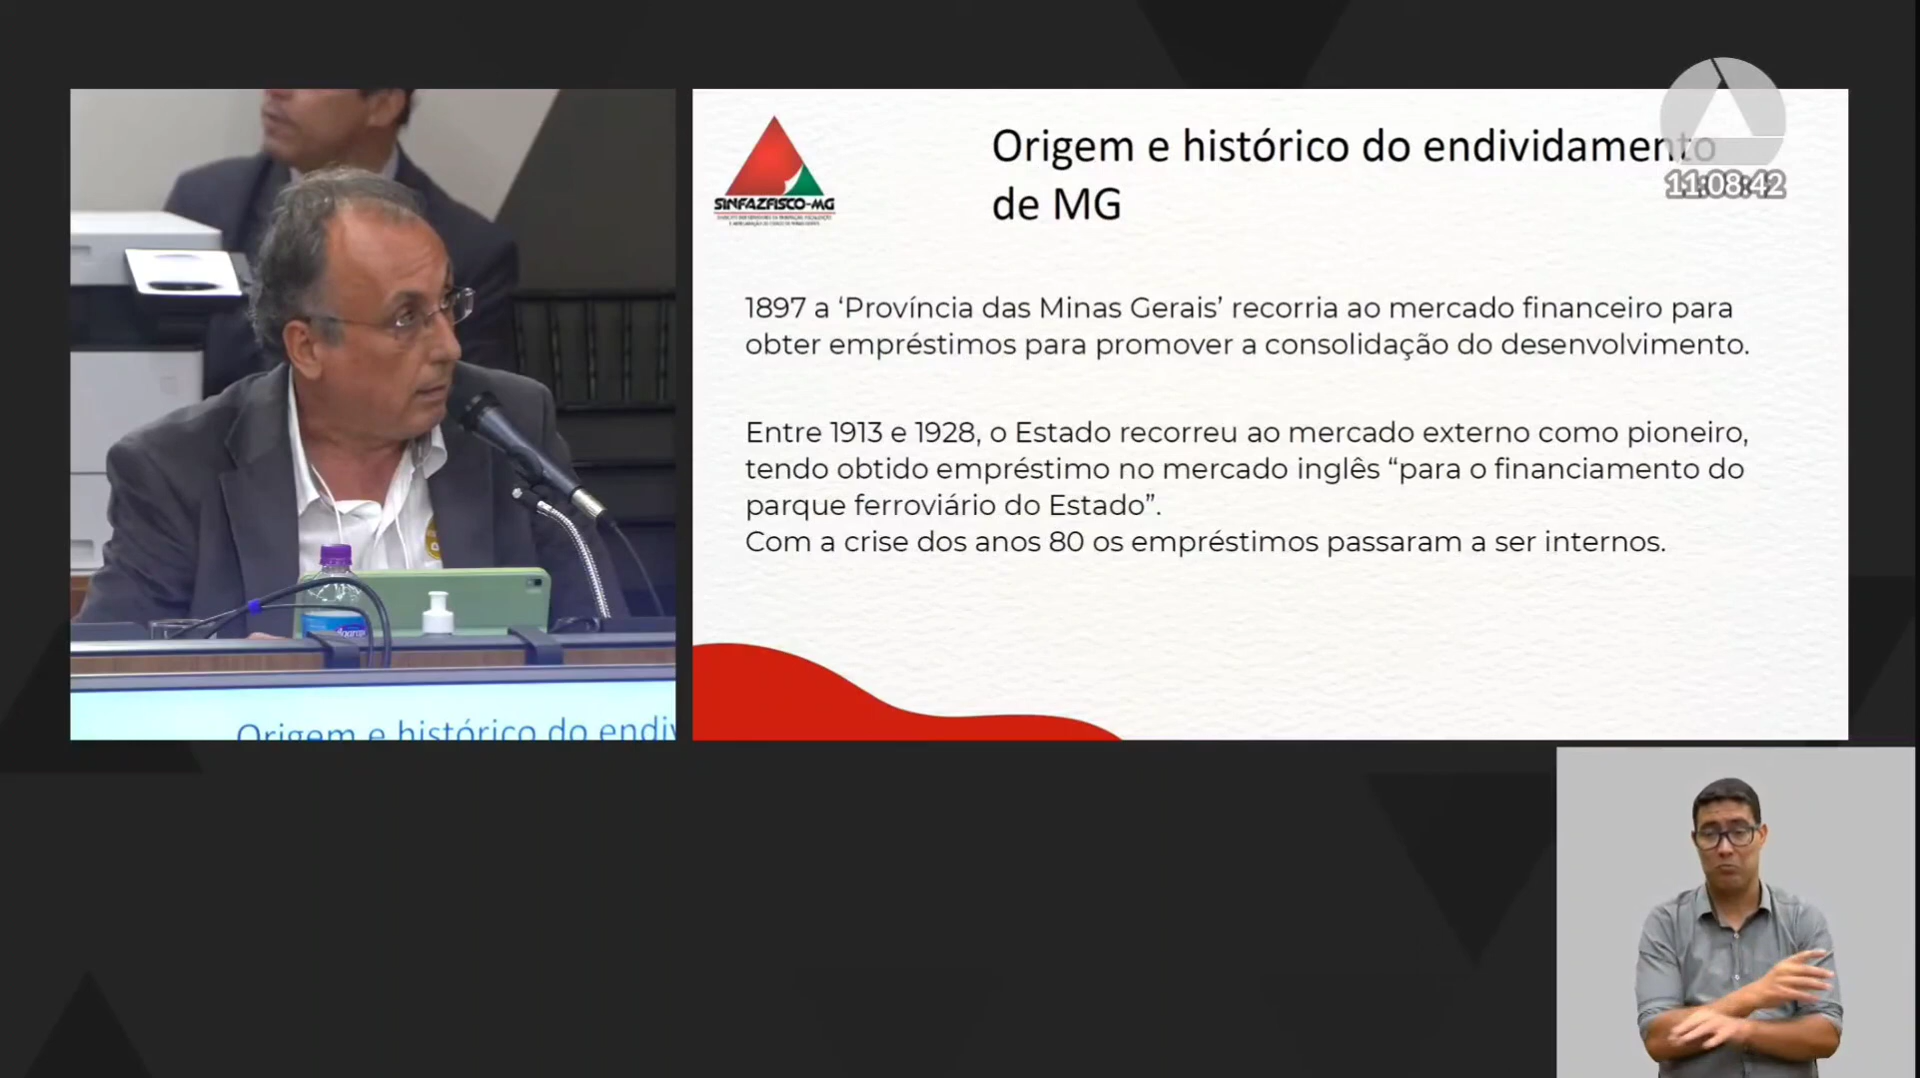 Origem e histórico do endividamento
de MG
11:08:42
SINFAZFISCO-MG
1897 a ‘Província das Minas Gerais’ recorria ao mercado financeiro para
obter empréstimos para promover a consolidação do desenvolvimento.
Entre 1913 e 1928, o Estado recorreu ao mercado externo como pioneiro,
tendo obtido empréstimo no mercado inglês “para o financiamento do
parque ferroviário do Estado”.
Com a crise dos anos 80 os empréstimos passaram a ser internos.
Origem e histórico do endiv